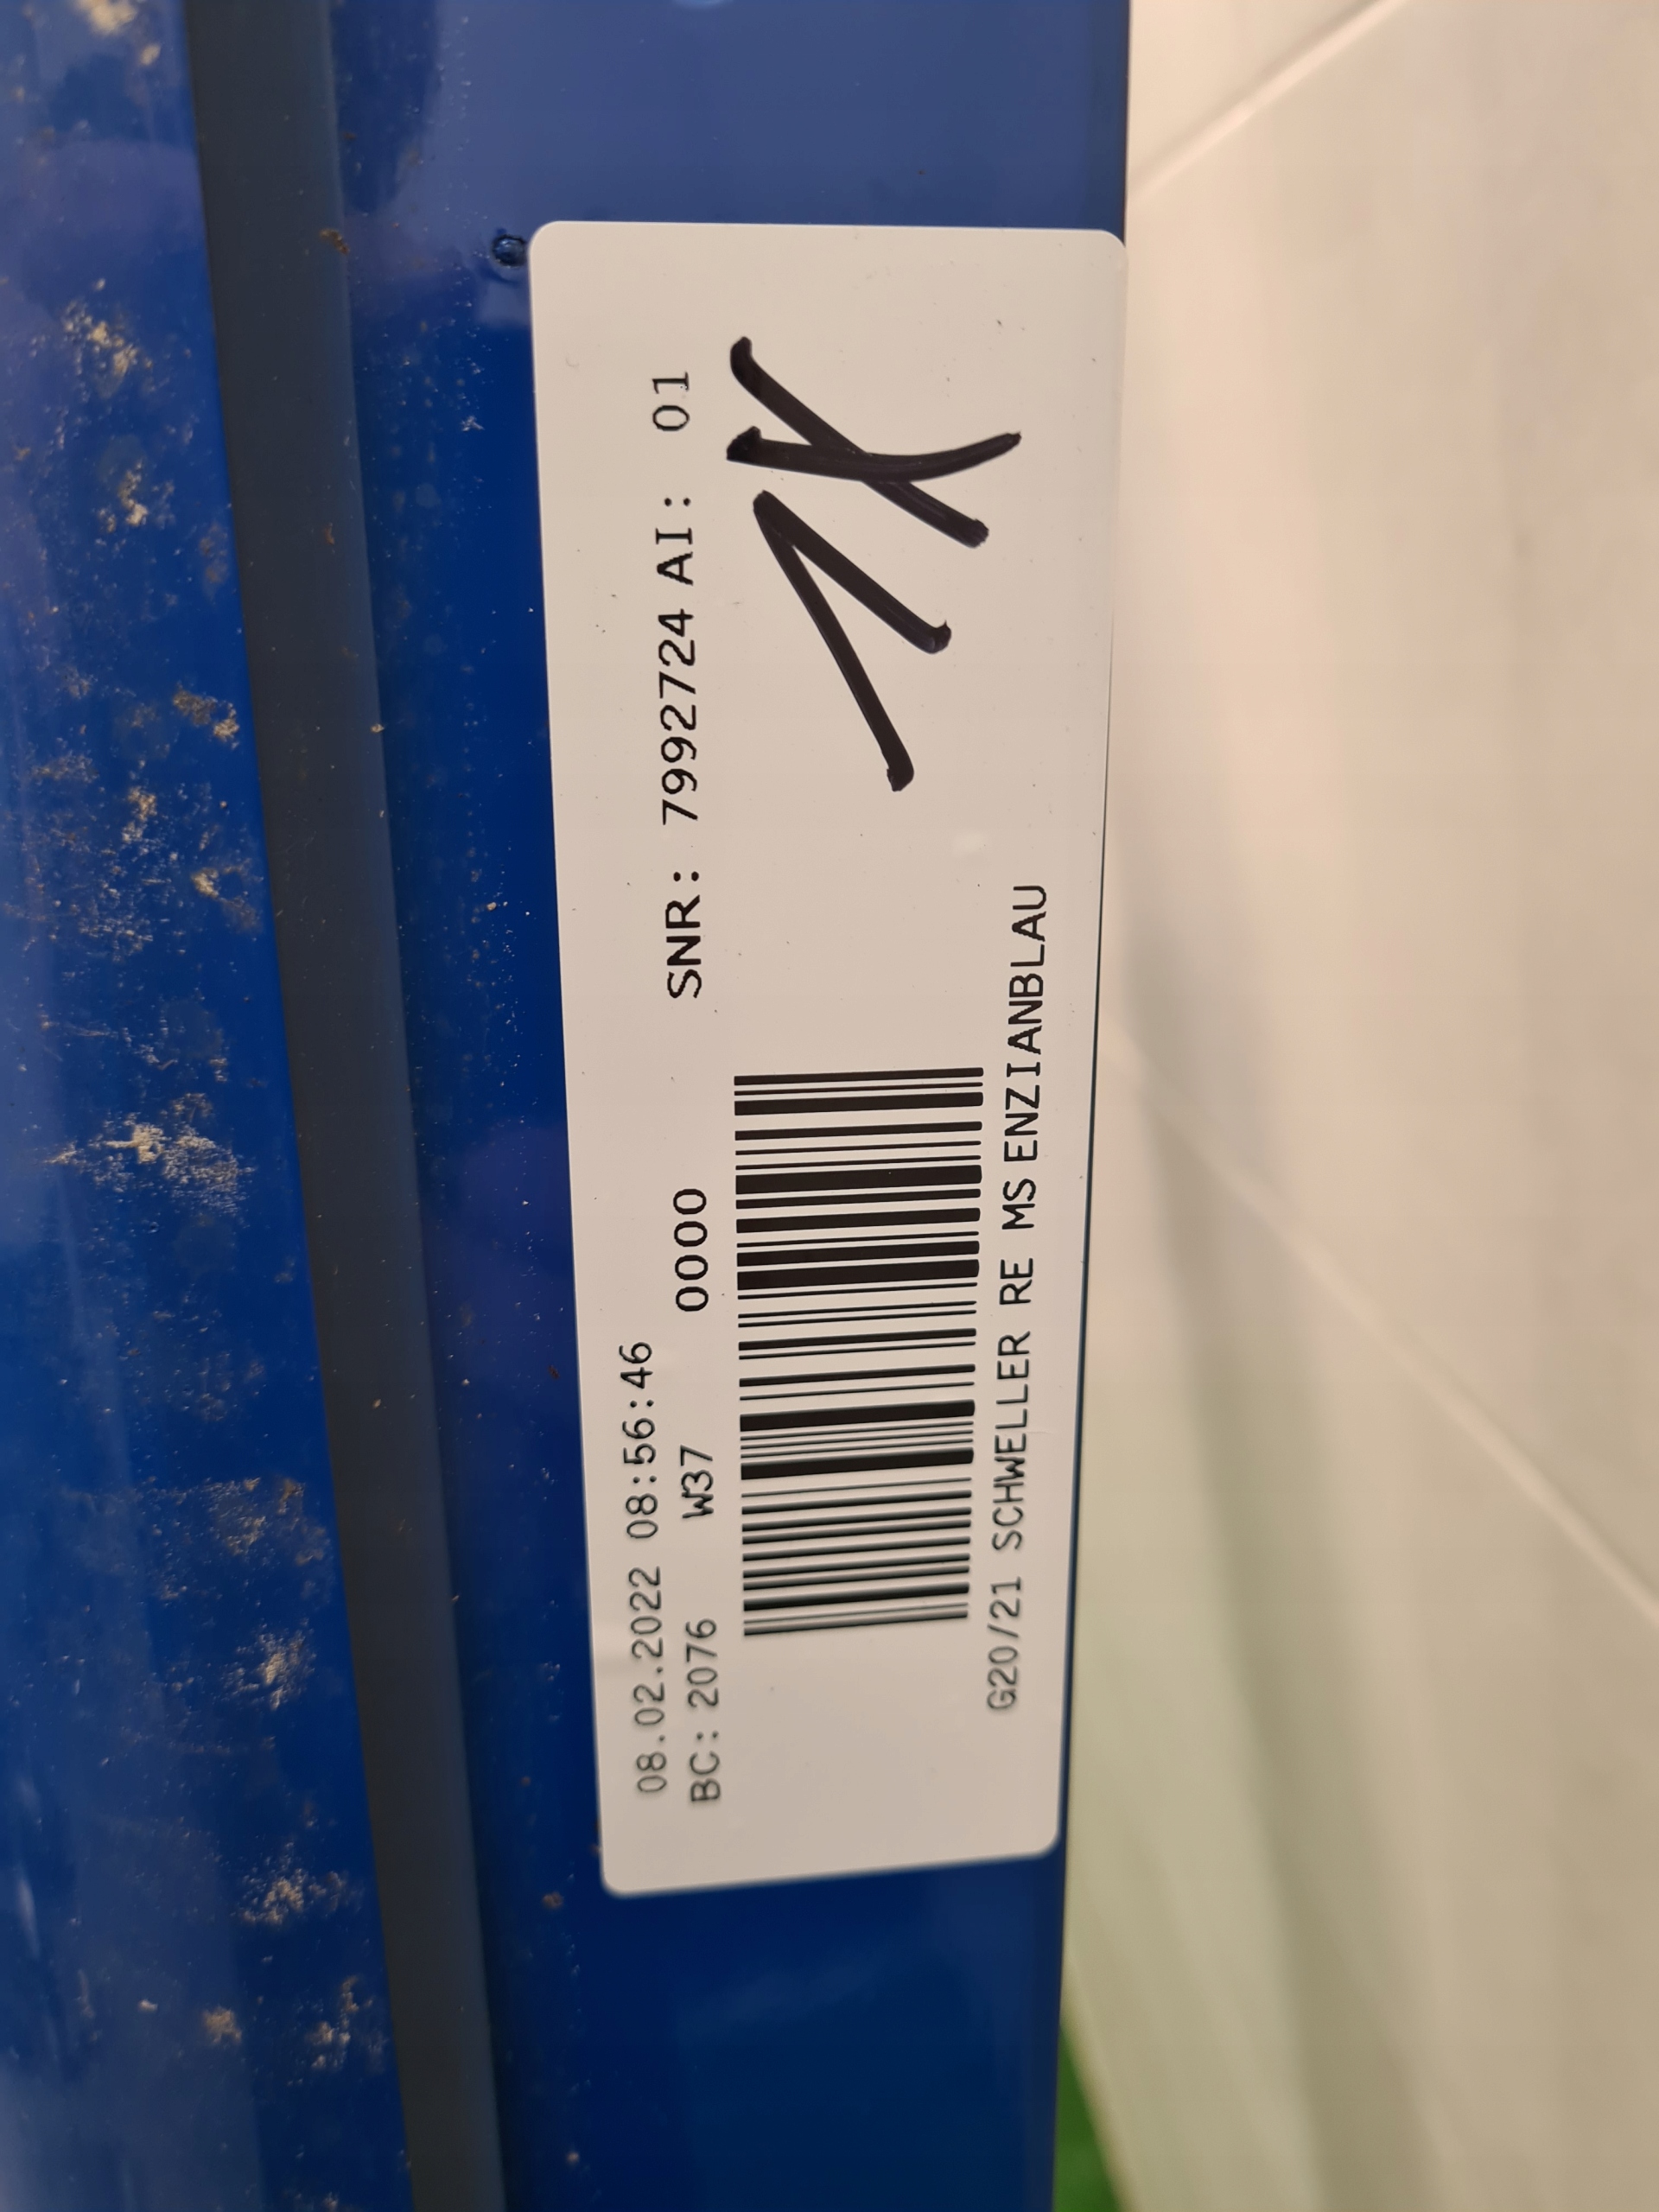 08.02.2022 08:56:46
SNR: 7992724 AI: 01
BC: 2076 W37 0000
G20/21 SCHWELLER RE MS ENZIANBLAU